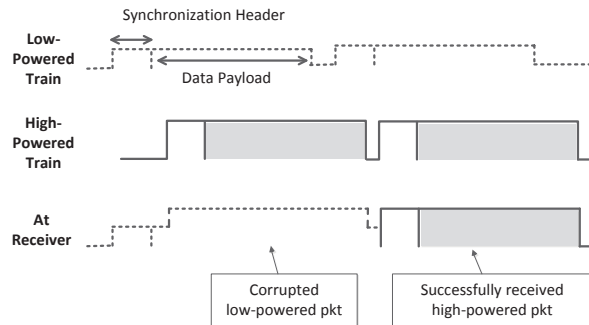 Synchronization Header
Low-
Powered
Train
Data Payload
High-
Powered
Train
At
Receiver
Corrupted
low-powered pkt
Successfully received
high-powered pkt